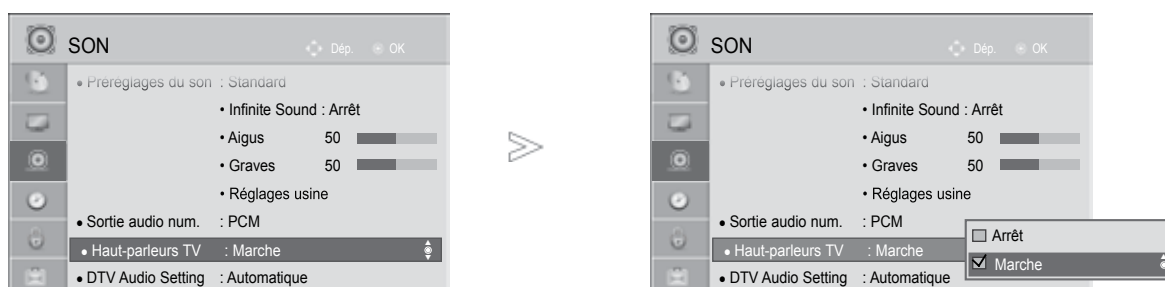 SON
Dép. OK
• Préréglages du son : Standard
• Infinite Sound : Arrêt
• Aigus 50
• Graves 50
• Réglages usine
• Sortie audio num. : PCM
• Haut-parleurs TV : Marche
• DTV Audio Setting : Automatique
>
SON
Dép. OK
• Préréglages du son : Standard
• Infinite Sound : Arrêt
• Aigus 50
• Graves 50
• Réglages usine
• Sortie audio num. : PCM
• Haut-parleurs TV : Marche
• DTV Audio Setting : Automatique
Arrêt
Marche